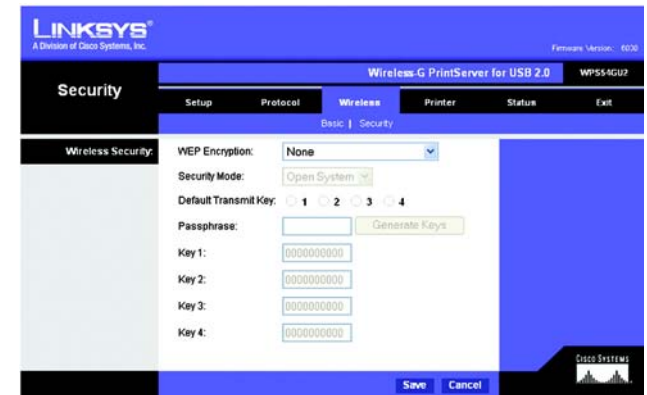 LINKSYS®
A Division of Cisco Systems, Inc.
Firmware Version: 6030
Wireless-G PrintServer for USB 2.0 WPS54GU2
Security
Setup Protocol Wireless Printer Status Exit
Basic | Security
Wireless Security:
WEP Encryption: None
Security Mode: Open System
Default Transmit Key: 1 2 3 4
Passphrase: Generate Keys
Key 1: 0000000000
Key 2: 0000000000
Key 3: 0000000000
Key 4: 0000000000
CISCO SYSTEMS
Save Cancel